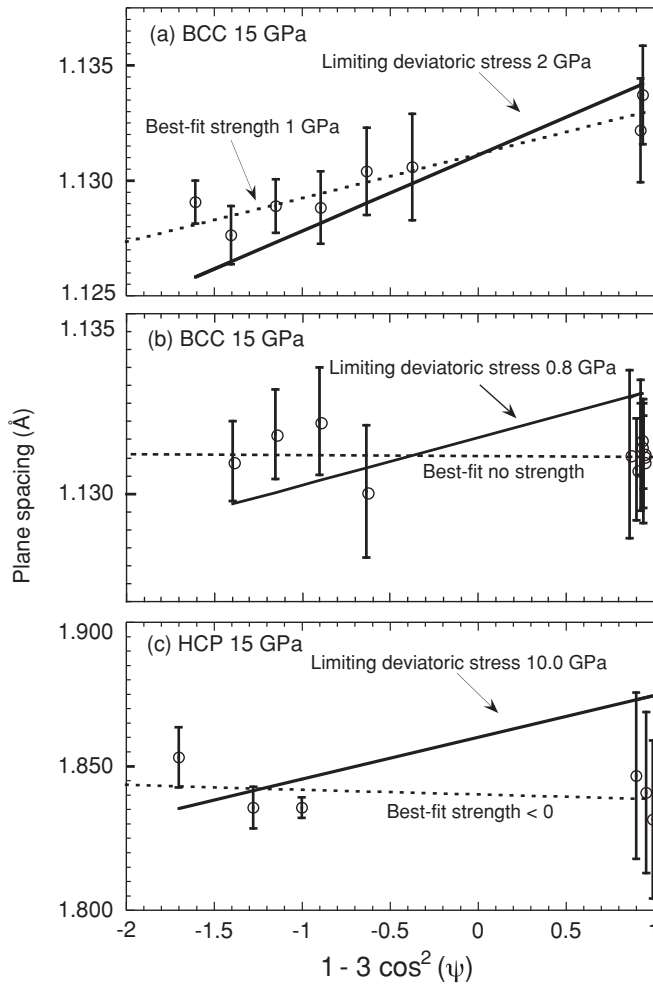 (a) BCC 15 GPa
Limiting deviatoric stress 2 GPa
Best-fit strength 1 GPa
1.135
1.130
1.125
(b) BCC 15 GPa
Limiting deviatoric stress 0.8 GPa
Best-fit no strength
1.135
1.130
Plane spacing (Å)
(c) HCP 15 GPa
Limiting deviatoric stress 10.0 GPa
Best-fit strength < 0
1.900
1.850
1.800
-2 -1.5 -1 -0.5 0 0.5 1
1 - 3 cos² (ψ)